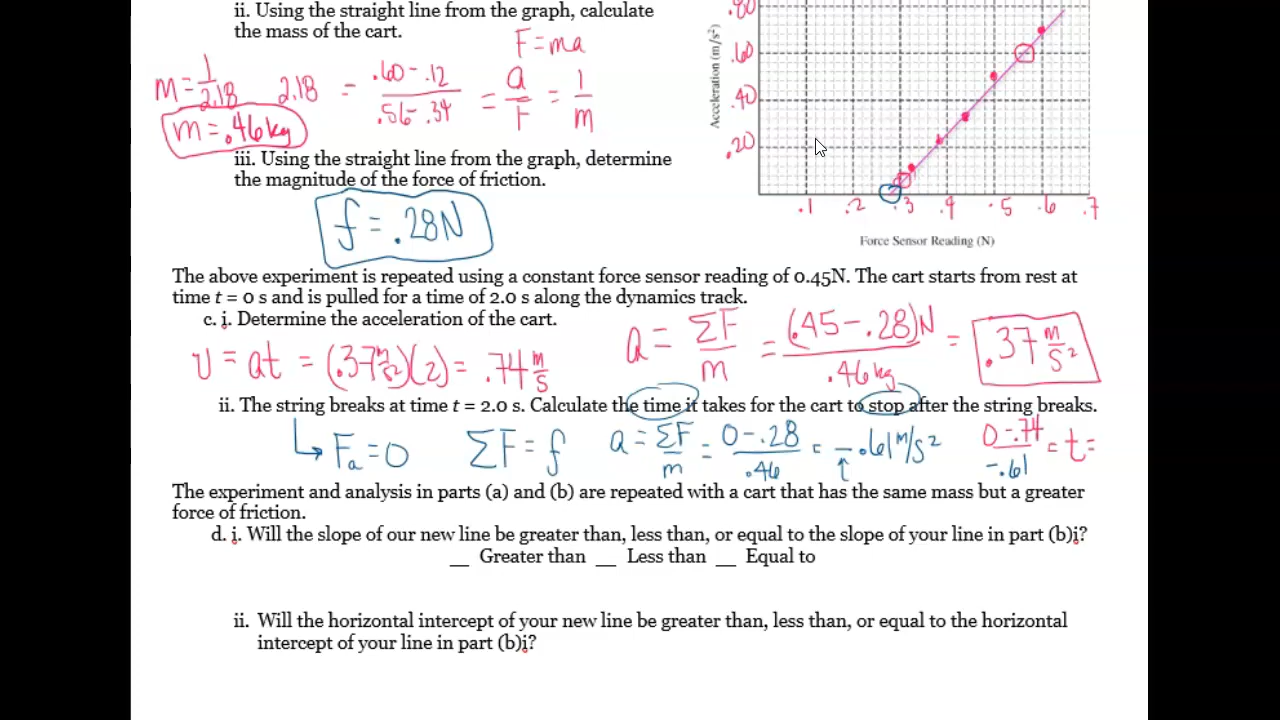 ii. Using the straight line from the graph, calculate
the mass of the cart.
F = ma
m = 1/2.18 2.18 = .60 - .12/.56 - .34 = a/F = 1/m
m = .46 kg
iii. Using the straight line from the graph, determine
the magnitude of the force of friction.
f = .28N
Acceleration (m/s²)
.80
.60
.40
.20
.1 .2 .3 .4 .5 .6 .7
Force Sensor Reading (N)
The above experiment is repeated using a constant force sensor reading of 0.45N. The cart starts from rest at
time t = 0 s and is pulled for a time of 2.0 s along the dynamics track.
c. i. Determine the acceleration of the cart.
a = ΣF/m = (.45 - .28)N/.46 kg = .37 m/s²
v = at = (.37 m/s²)(2) = .74 m/s
ii. The string breaks at time t = 2.0 s. Calculate the time it takes for the cart to stop after the string breaks.
Fa = 0 ΣF = f a = ΣF/m = 0 - .28/.46 = -.61 m/s² 0 - .74/-.61 = t =
The experiment and analysis in parts (a) and (b) are repeated with a cart that has the same mass but a greater
force of friction.
d. i. Will the slope of our new line be greater than, less than, or equal to the slope of your line in part (b)i?
__ Greater than __ Less than __ Equal to
ii. Will the horizontal intercept of your new line be greater than, less than, or equal to the horizontal
intercept of your line in part (b)i?